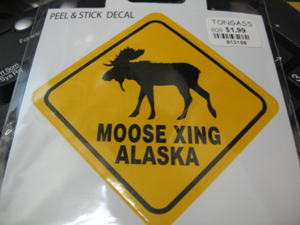 PEEL & STICK DECAL
TONGASS
$1.99
MOOSE XING
ALASKA